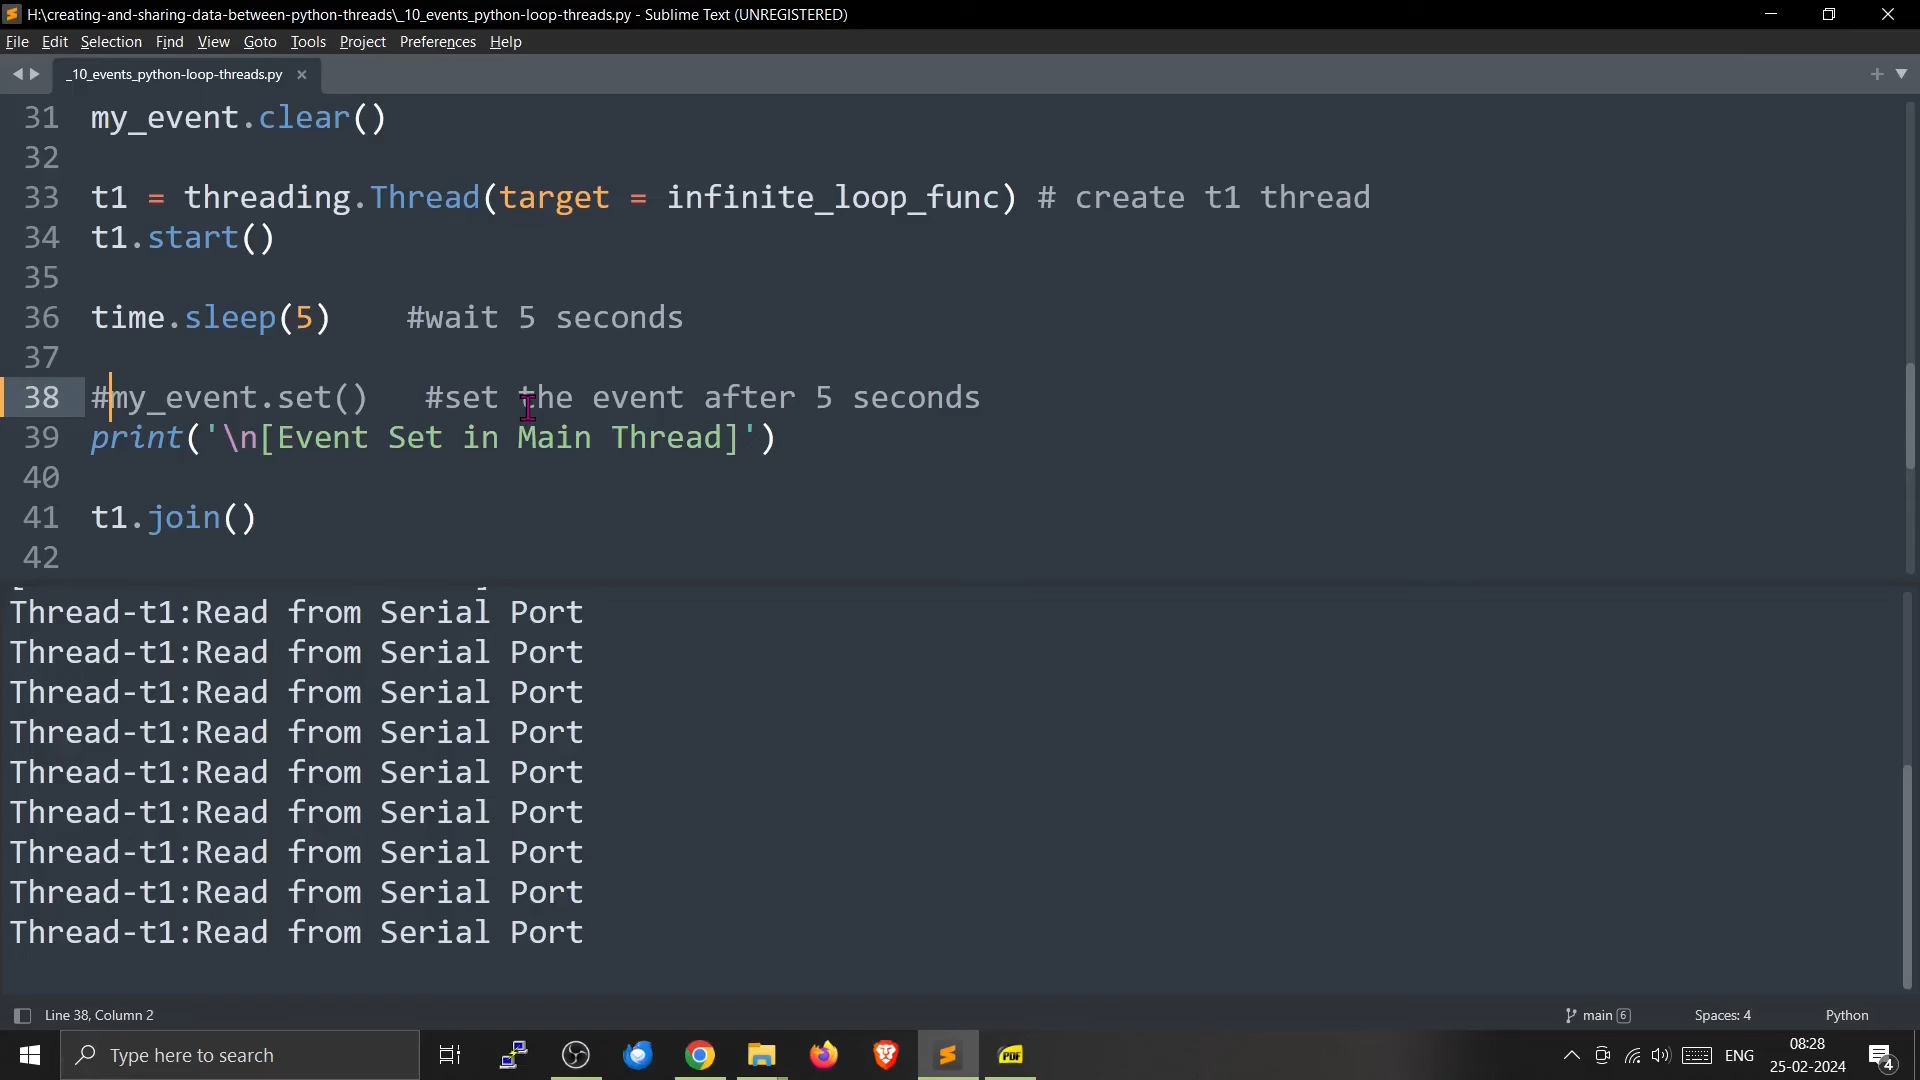 H:\creating-and-sharing-data-between-python-threads\_10_events_python-loop-threads.py - Sublime Text (UNREGISTERED)
File Edit Selection Find View Goto Tools Project Preferences Help
_10_events_python-loop-threads.py
31 my_event.clear()
32
33 t1 = threading.Thread(target = infinite_loop_func) # create t1 thread
34 t1.start()
35
36 time.sleep(5)    #wait 5 seconds
37
38 #my_event.set()   #set the event after 5 seconds
39 print('\n[Event Set in Main Thread]')
40
41 t1.join()
42
Thread-t1:Read from Serial Port
Thread-t1:Read from Serial Port
Thread-t1:Read from Serial Port
Thread-t1:Read from Serial Port
Thread-t1:Read from Serial Port
Thread-t1:Read from Serial Port
Thread-t1:Read from Serial Port
Thread-t1:Read from Serial Port
Thread-t1:Read from Serial Port
Line 38, Column 2 main 6 Spaces: 4 Python
Type here to search PDF ENG 08:28
25-02-2024 4